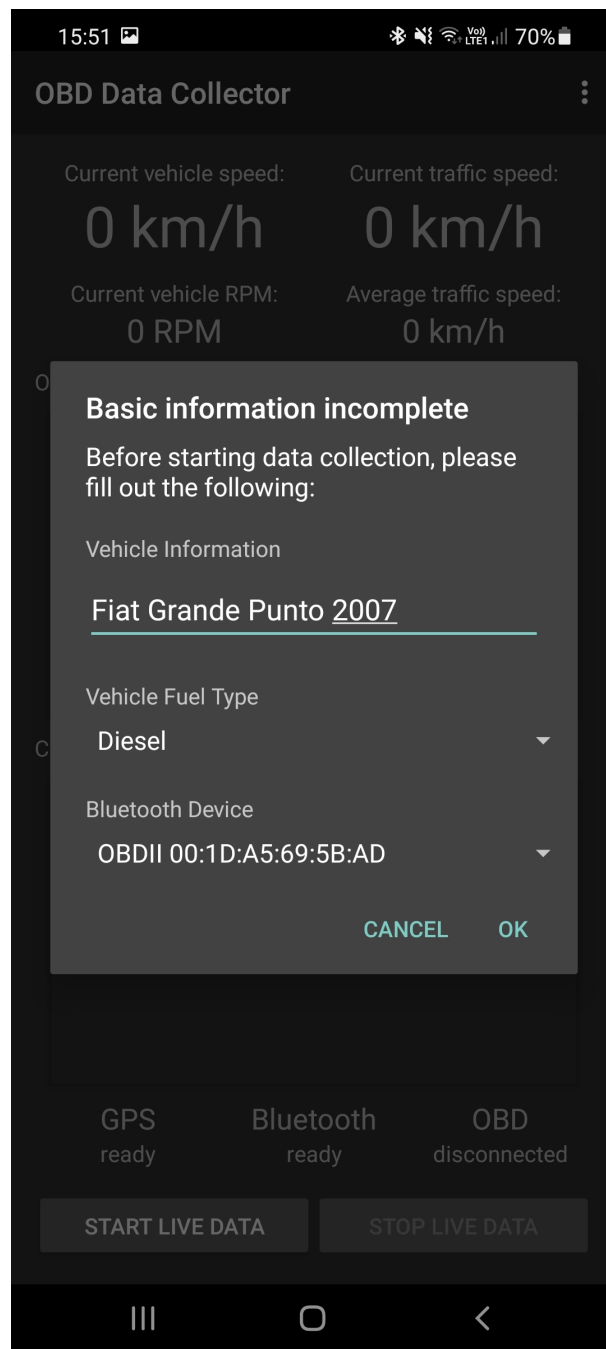 15:51 Vo) LTE1 70%
OBD Data Collector
Current vehicle speed: Current traffic speed:
0 km/h 0 km/h
Current vehicle RPM: Average traffic speed:
0 RPM 0 km/h
O
Basic information incomplete
Before starting data collection, please
fill out the following:
Vehicle Information
Fiat Grande Punto 2007
Vehicle Fuel Type
C
Diesel
Bluetooth Device
OBDII 00:1D:A5:69:5B:AD
CANCEL OK
GPS Bluetooth OBD
ready ready disconnected
START LIVE DATA STOP LIVE DATA